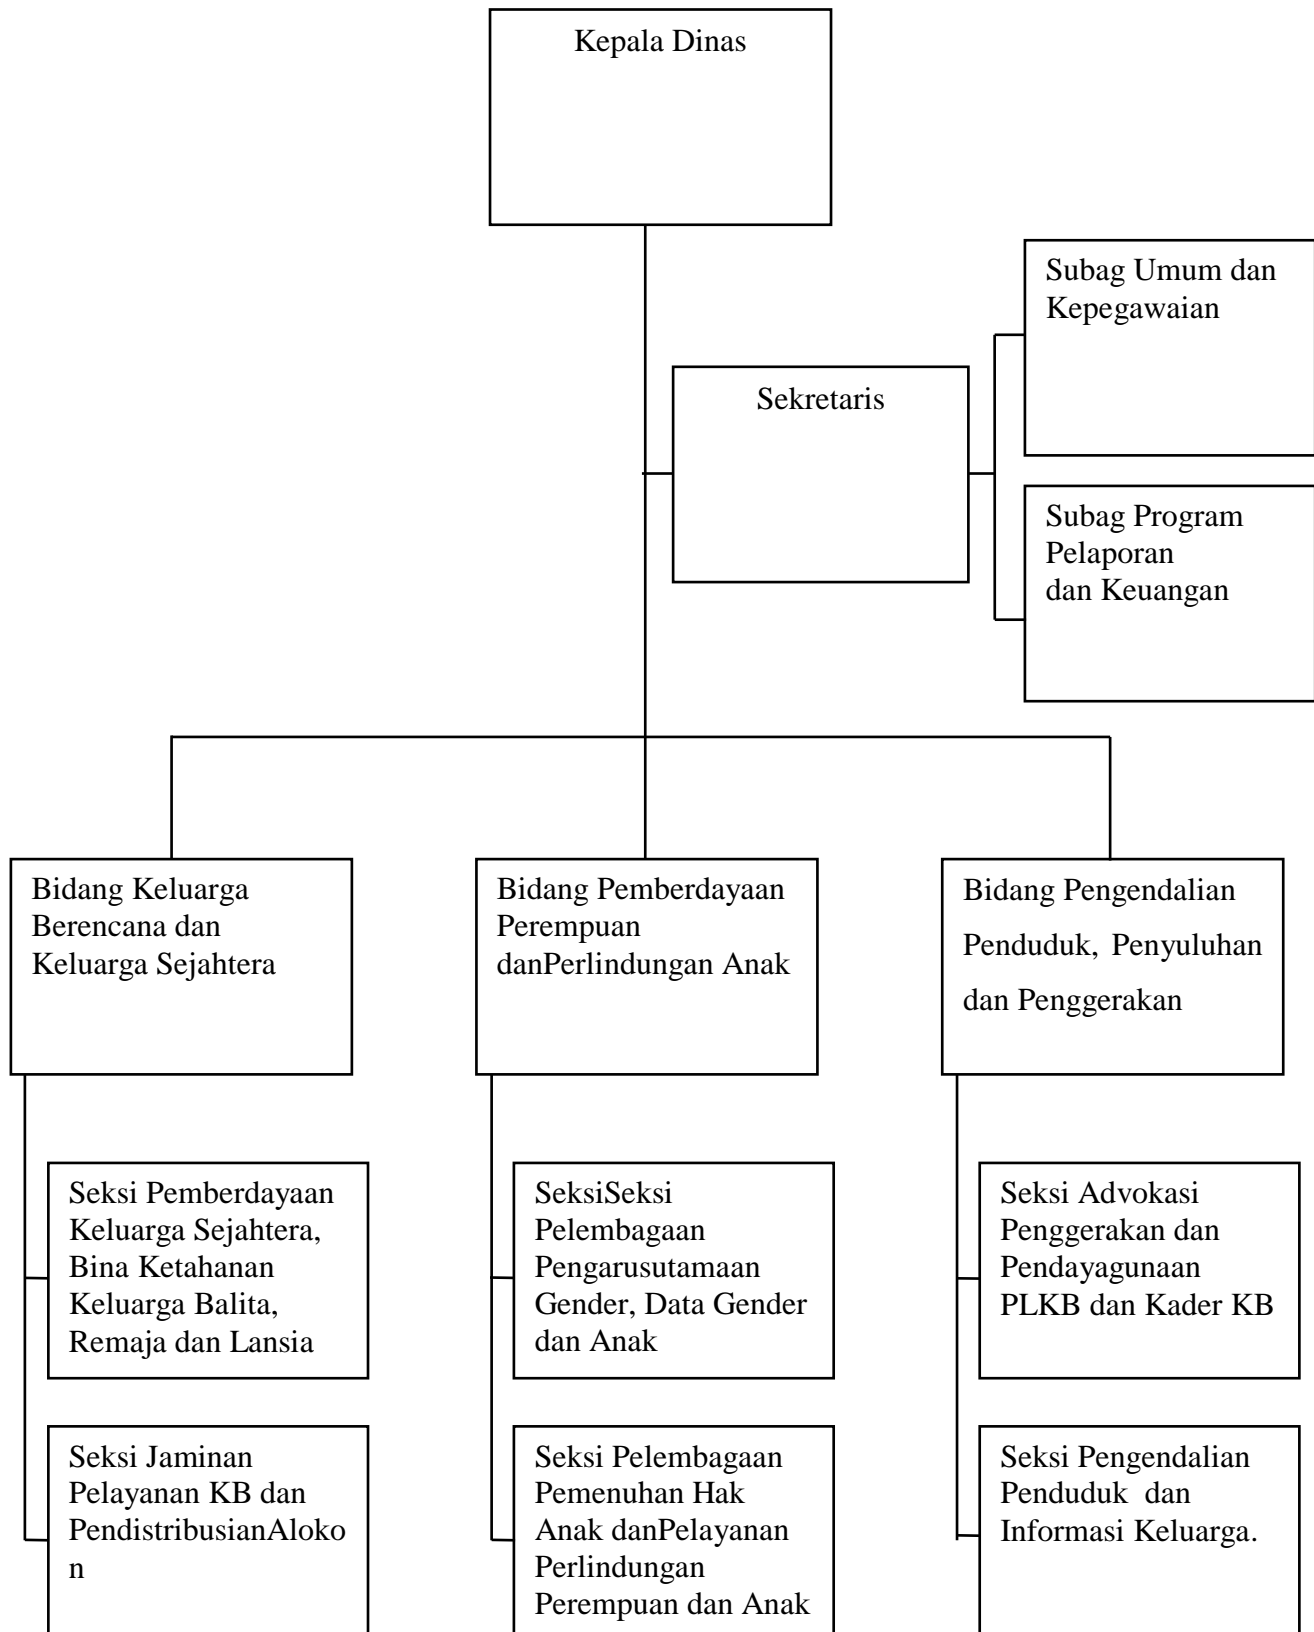 Kepala Dinas
Subag Umum dan
Kepegawaian
Sekretaris
Subag Program
Pelaporan
dan Keuangan
Bidang Keluarga
Berencana dan
Keluarga Sejahtera
Bidang Pemberdayaan
Perempuan
danPerlindungan Anak
Bidang Pengendalian
Penduduk, Penyuluhan
dan Penggerakan
Seksi Pemberdayaan
Keluarga Sejahtera,
Bina Ketahanan
Keluarga Balita,
Remaja dan Lansia
SeksiSeksi
Pelembagaan
Pengarusutamaan
Gender, Data Gender
dan Anak
Seksi Advokasi
Penggerakan dan
Pendayagunaan
PLKB dan Kader KB
Seksi Jaminan
Pelayanan KB dan
PendistribusianAloko
n
Seksi Pelembagaan
Pemenuhan Hak
Anak danPelayanan
Perlindungan
Perempuan dan Anak
Seksi Pengendalian
Penduduk  dan
Informasi Keluarga.